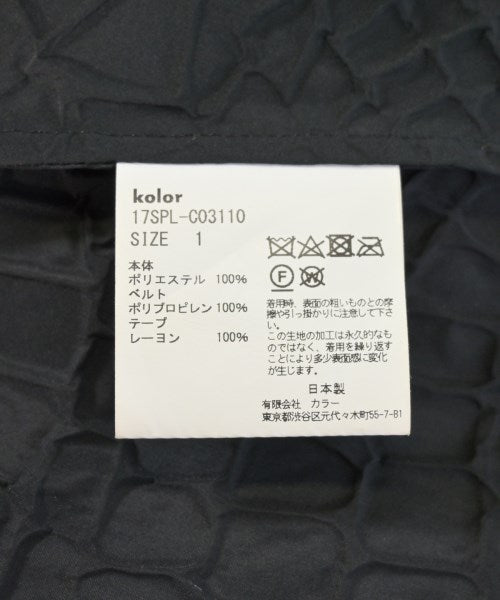 kolor
17SPL-C03110
SIZE 1
本体
ポリエステル 100%
ベルト
ポリプロピレン 100%
テープ
レーヨン 100%
F
W
着用時、表面の粗いものとの摩
擦や引っ掛かりに注意して下さ
い。
この生地の加工は永久的なも
のではなく、着用を繰り返す
ことにより多少表面感に変化
が生じます。
日本製
有限会社 カラー
東京都渋谷区元代々木町55-7-B1